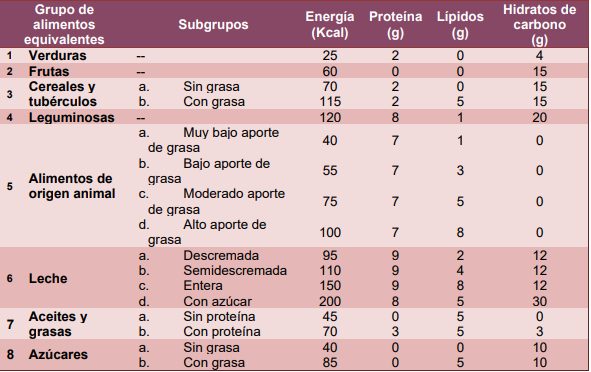 Grupo de alimentos equivalentes Subgrupos Energía (Kcal) Proteína (g) Lípidos (g) Hidratos de carbono (g)
1 Verduras -- 25 2 0 4
2 Frutas -- 60 0 0 15
3 Cereales y tubérculos a. Sin grasa 70 2 0 15
b. Con grasa 115 2 5 15
4 Leguminosas -- 120 8 1 20
5 Alimentos de origen animal a. Muy bajo aporte de grasa 40 7 1 0
b. Bajo aporte de grasa 55 7 3 0
c. Moderado aporte de grasa 75 7 5 0
d. Alto aporte de grasa 100 7 8 0
6 Leche a. Descremada 95 9 2 12
b. Semidescremada 110 9 4 12
c. Entera 150 9 8 12
d. Con azúcar 200 8 5 30
7 Aceites y grasas a. Sin proteína 45 0 5 0
b. Con proteína 70 3 5 3
8 Azúcares a. Sin grasa 40 0 0 10
b. Con grasa 85 0 5 10